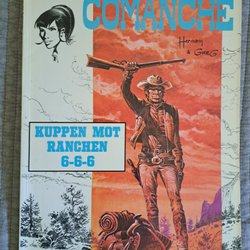 COMANCHE
Hermann
& GREG
KUPPEN MOT
RANCHEN
6-6-6